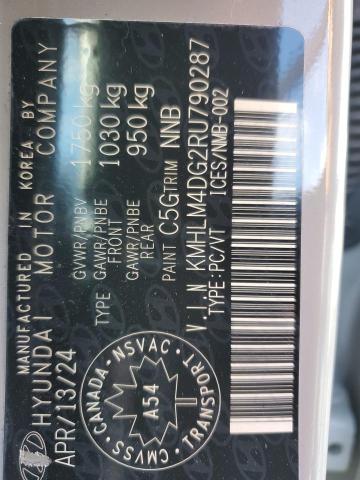 MANUFACTURED IN KOREA BY
HYUNDAI MOTOR COMPANY
APR/13/24
GVWR/PNBV 1750 kg
TYPE GAWR/PNBE FRONT 1030 kg
GAWR/PNBE REAR 950 kg
PAINT C5G TRIM NNB
V.I.N KMHLM4DG2RU790287
TYPE:PC/VT ICES/NMB-002
CMVSS · CANADA · NSVAC · TRANSPORT
A54